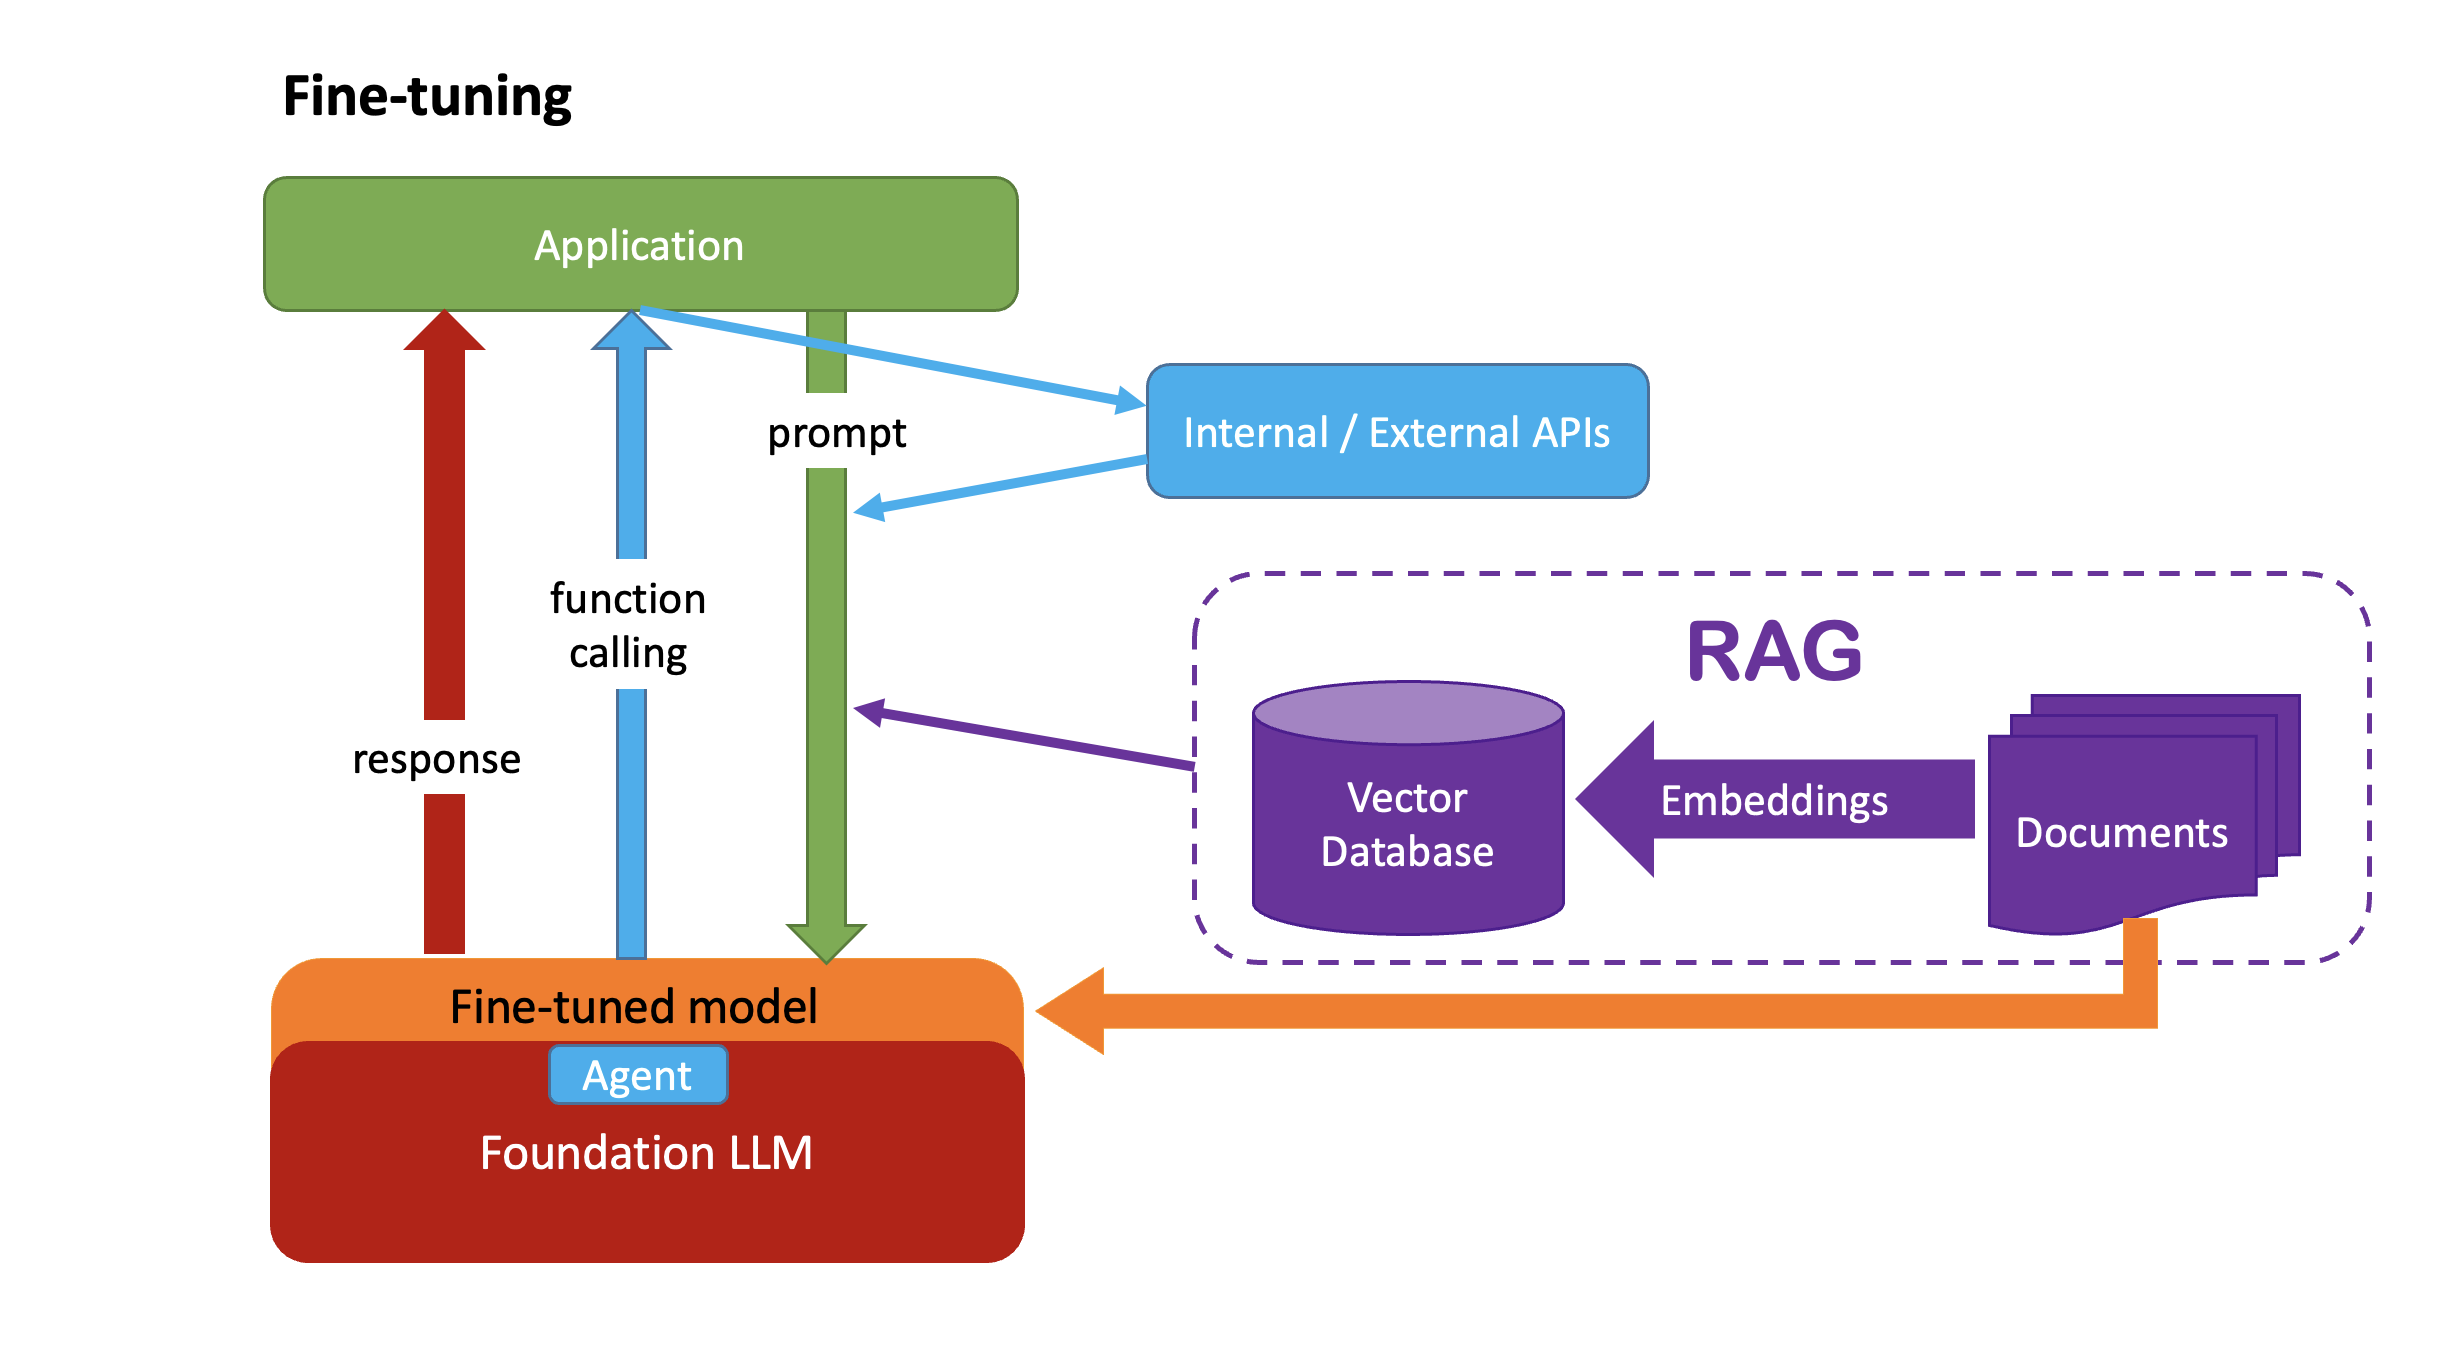 Fine-tuning
Application
prompt
Internal / External APIs
function
calling
response
RAG
Vector
Database
Embeddings
Documents
Fine-tuned model
Agent
Foundation LLM